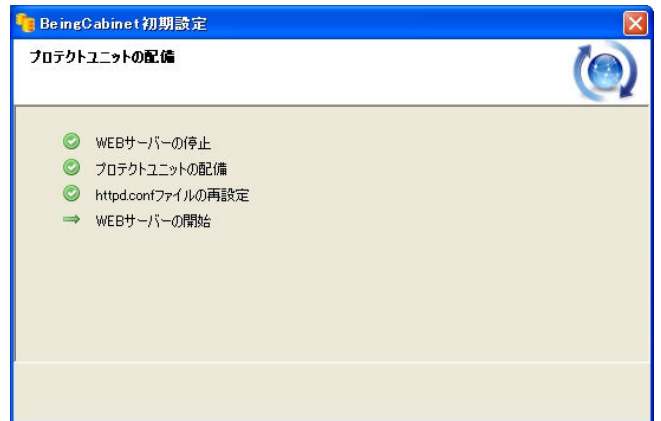 BeingCabinet初期設定
プロテクトユニットの配備
WEBサーバーの停止
プロテクトユニットの配備
httpd.confファイルの再設定
WEBサーバーの開始